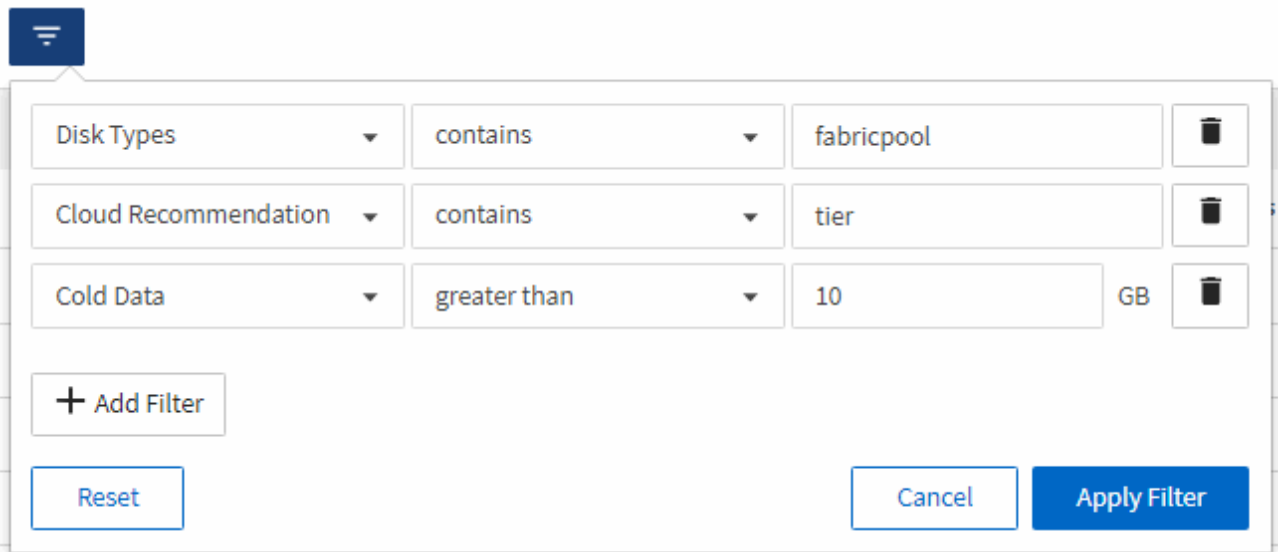 Disk Types contains fabricpool
Cloud Recommendation contains tier
Cold Data greater than 10 GB
+ Add Filter
Reset Cancel Apply Filter